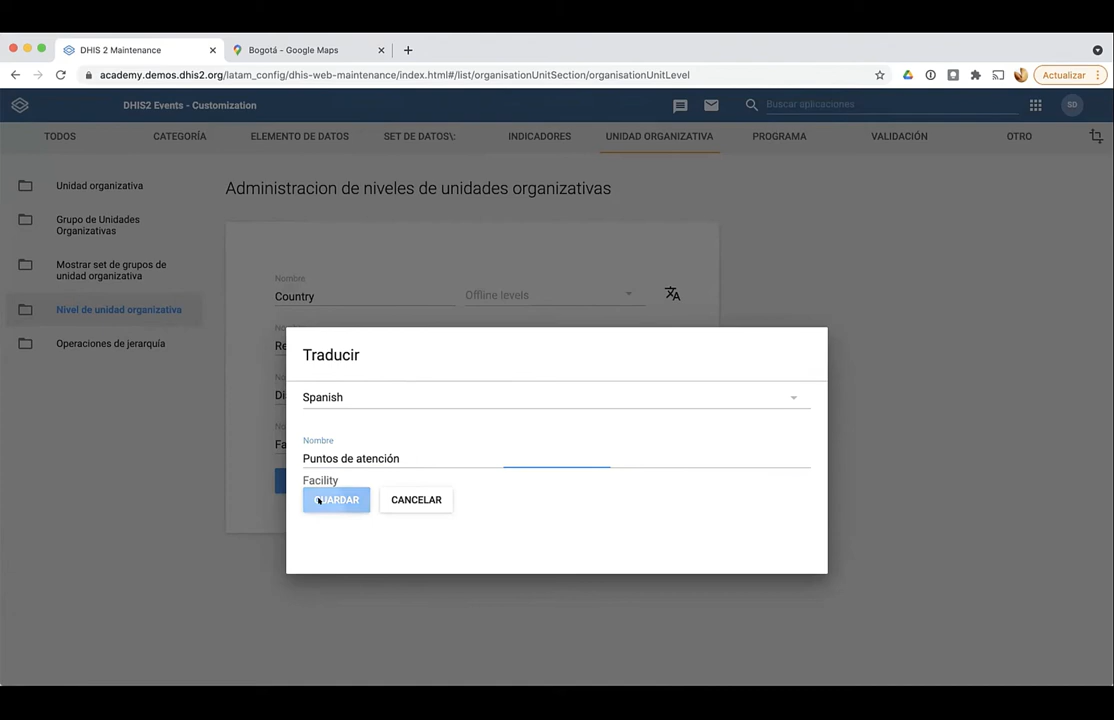 DHIS 2 Maintenance
Bogotá - Google Maps
academy.demos.dhis2.org/latam_config/dhis-web-maintenance/index.html#/list/organisationUnitSection/organisationUnitLevel
Actualizar
DHIS2 Events - Customization
Buscar aplicaciones
SD
TODOS
CATEGORÍA
ELEMENTO DE DATOS
SET DE DATOS\:
INDICADORES
UNIDAD ORGANIZATIVA
PROGRAMA
VALIDACIÓN
OTRO
Unidad organizativa
Grupo de Unidades
Organizativas
Mostrar set de grupos de
unidad organizativa
Nivel de unidad organizativa
Operaciones de jerarquía
Administracion de niveles de unidades organizativas
Nombre
Country
Offline levels
Traducir
Spanish
Nombre
Puntos de atención
Facility
GUARDAR
CANCELAR